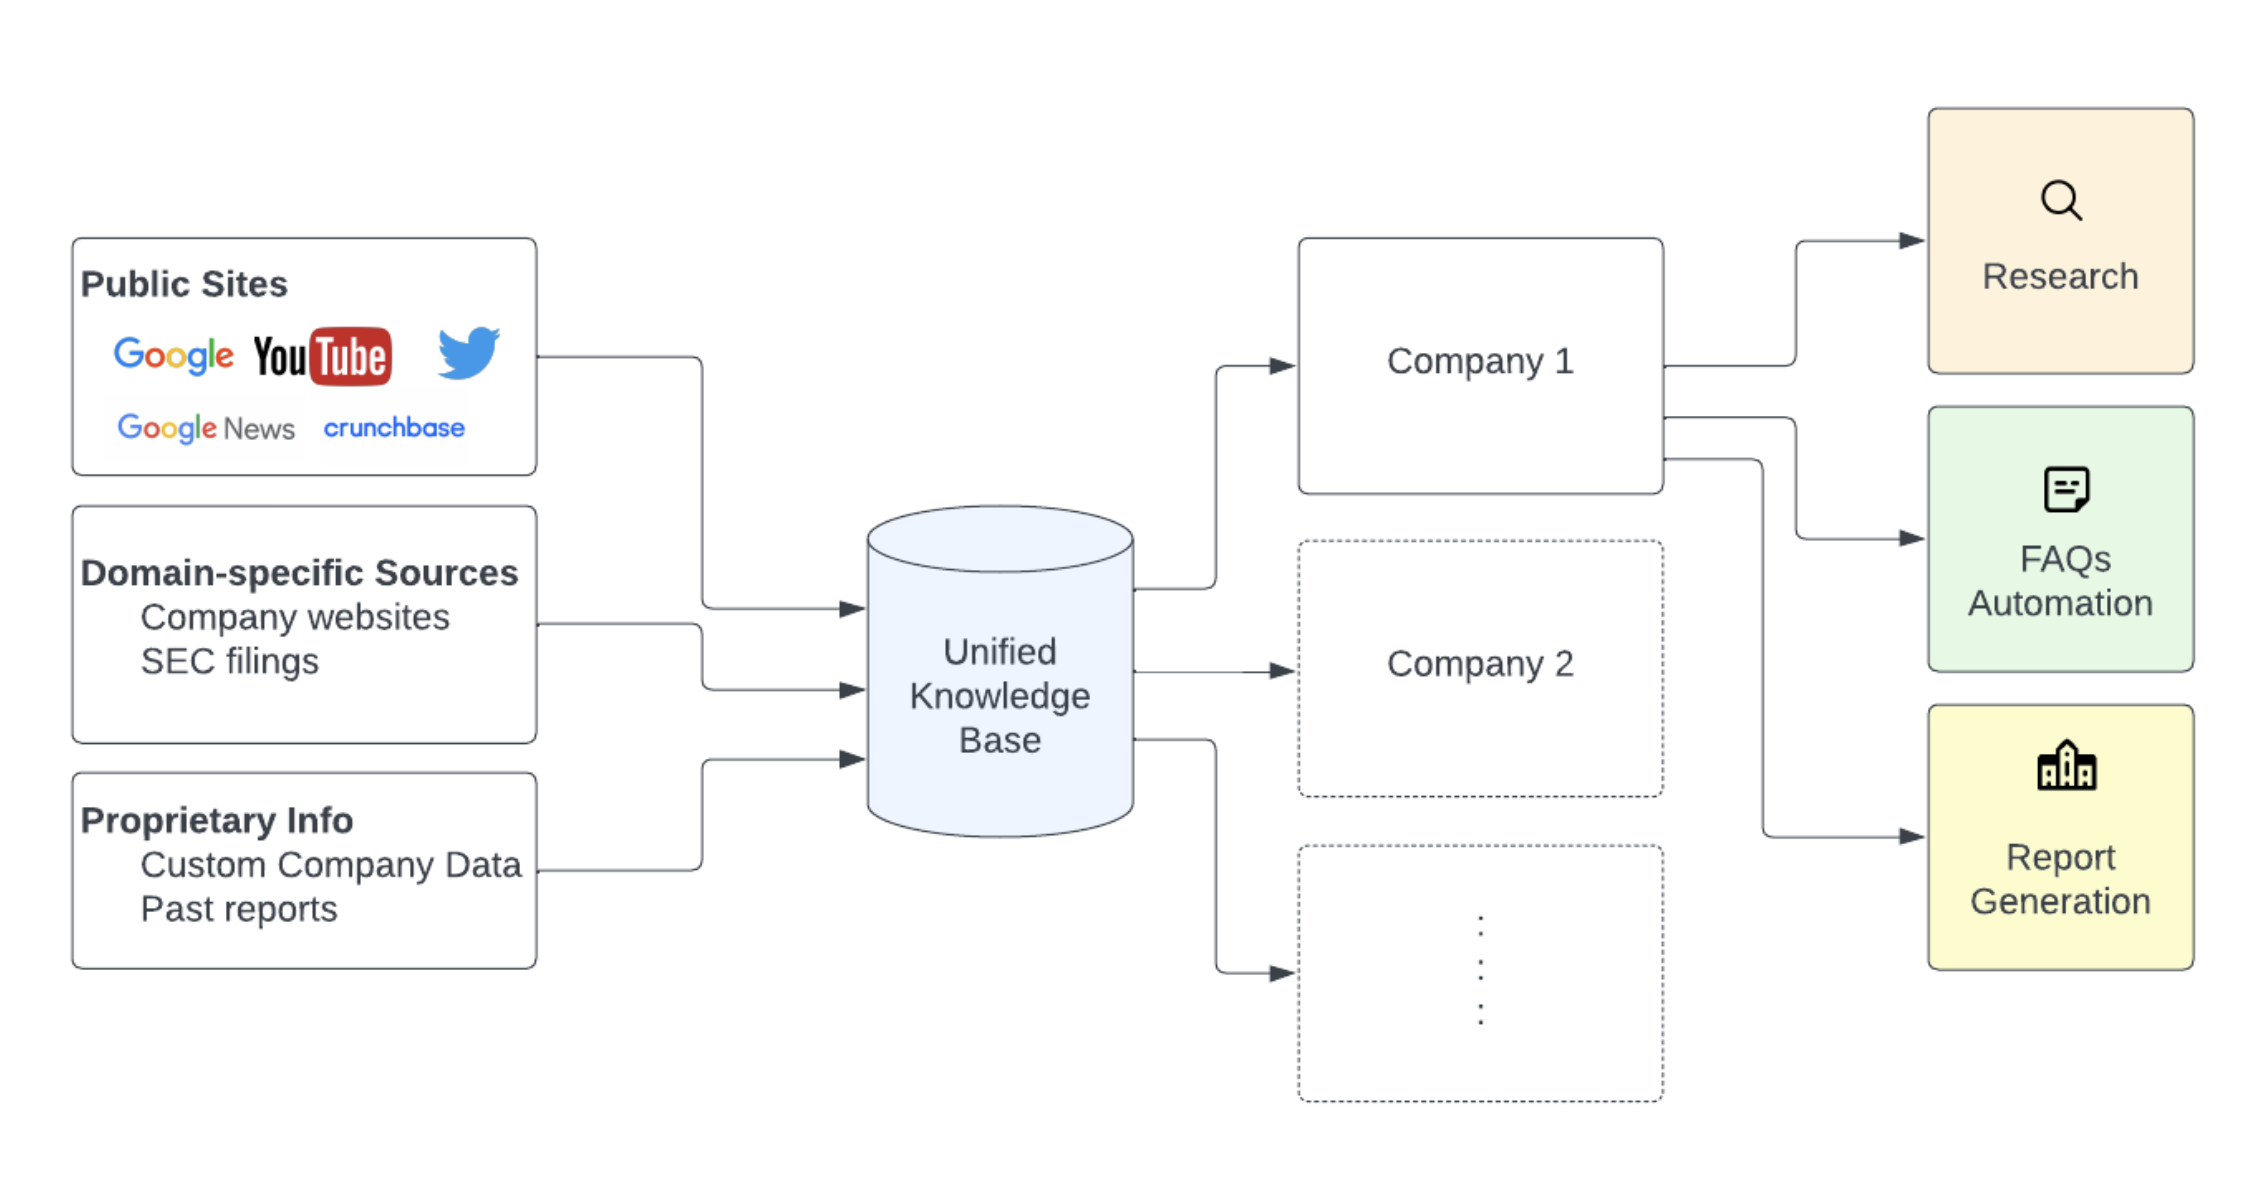 Public Sites
Google YouTube
Google News crunchbase
Domain-specific Sources
Company websites
SEC filings
Proprietary Info
Custom Company Data
Past reports
Unified
Knowledge
Base
Company 1
Company 2
Research
FAQs
Automation
Report
Generation